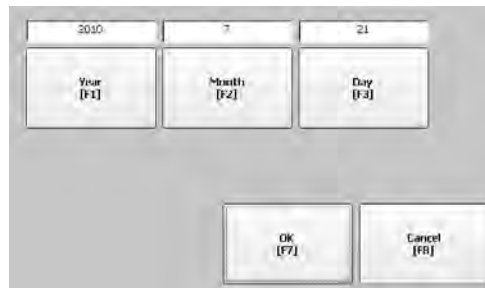 2010 7 21
Year Month Day
[F1] [F2] [F3]
OK Cancel
[F7] [F8]